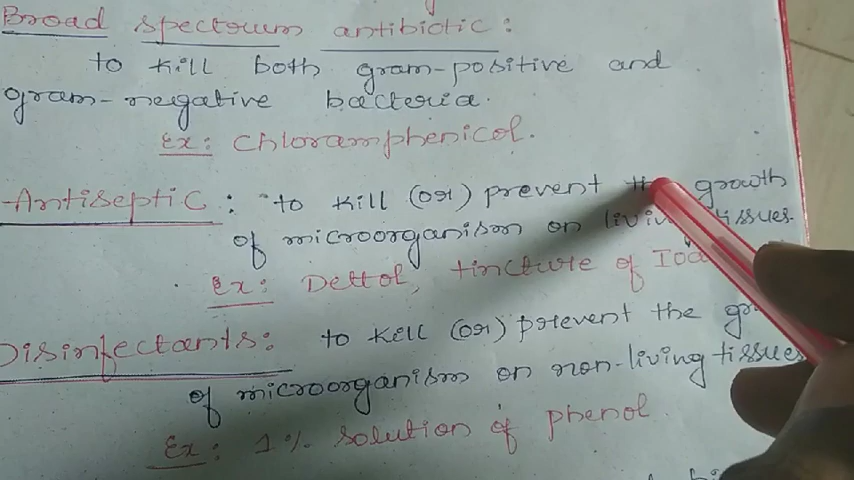 Broad spectrum antibiotic :
to kill both gram-positive and
gram-negative bacteria.
Ex: Chloramphenicol.
Antiseptic : to kill (or) prevent the growth
of microorganism on living tissues.
Ex: Dettol, tincture of
Disinfectants: to kill (or) prevent the
of microorganism on non-living tissues
Ex: 1% solution of phenol.